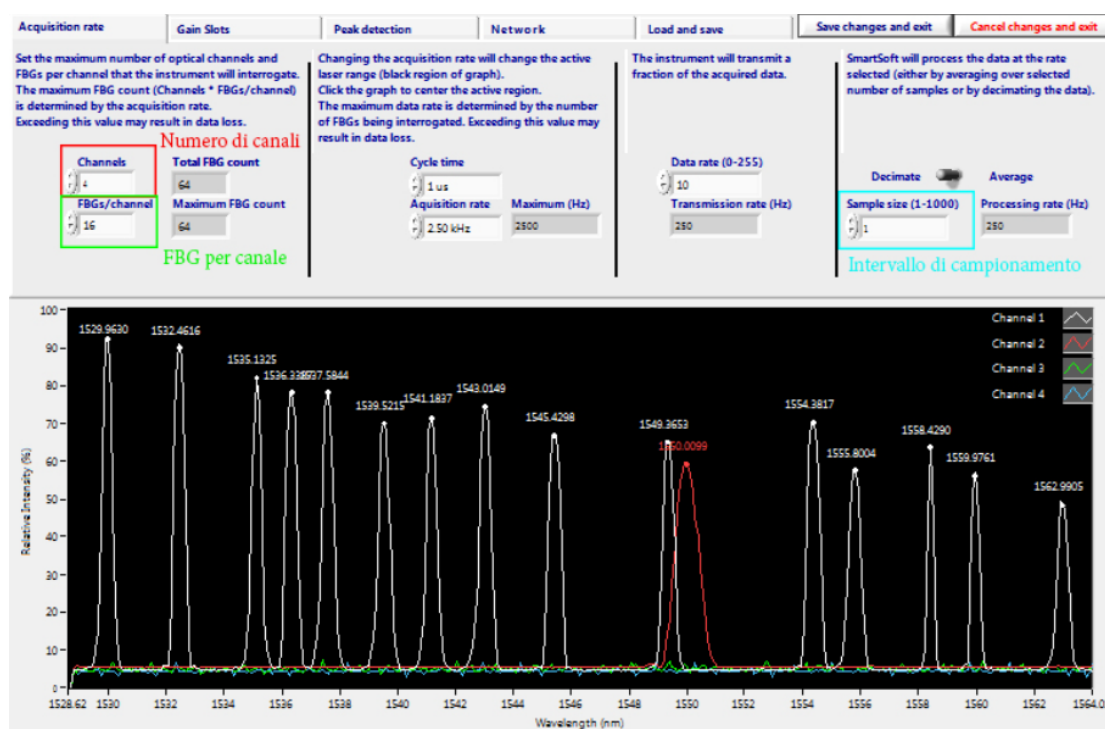 Acquisition rate
Gain Slots
Peak detection
Network
Load and save
Save changes and exit
Cancel changes and exit
Set the maximum number of optical channels and
FBGs per channel that the instrument will interrogate.
The maximum FBG count (Channels * FBGs/channel)
is determined by the acquisition rate.
Exceeding this value may result in data loss.
Numero di canali
Channels
4
Total FBG count
64
FBGs/channel
16
Maximum FBG count
64
FBG per canale
Changing the acquisition rate will change the active
laser range (black region of graph).
Click the graph to center the active region.
The maximum data rate is determined by the number
of FBGs being interrogated. Exceeding this value may
result in data loss.
Cycle time
1 us
Aquisition rate
2.50 kHz
Maximum (Hz)
2500
The instrument will transmit a
fraction of the acquired data.
Data rate (0-255)
10
Transmission rate (Hz)
250
SmartSoft will process the data at the rate
selected (either by averaging over selected
number of samples or by decimating the data).
Decimate
Average
Sample size (1-1000)
1
Processing rate (Hz)
250
Intervallo di campionamento
Relative Intensity (%)
100
90
80
70
60
50
40
30
20
10
0
1529.9630
1532.4616
1535.1325
1537.5844
1539.5215
1541.1837
1543.0149
1545.4298
1549.3653
1554.3817
1555.8004
1558.4290
1559.9761
1562.9905
Channel 1
Channel 2
Channel 3
Channel 4
1528.62
1530
1532
1534
1536
1538
1540
1542
1544
1546
1548
1550
1552
1554
1556
1558
1560
1562
1564.0
Wavelength (nm)